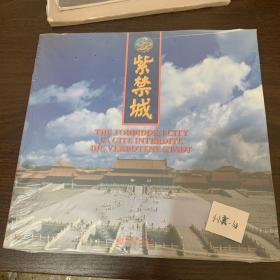 紫禁城
THE FORBIDDEN CITY
LA CITE INTERDITE
DIE VERBOTENE STADT